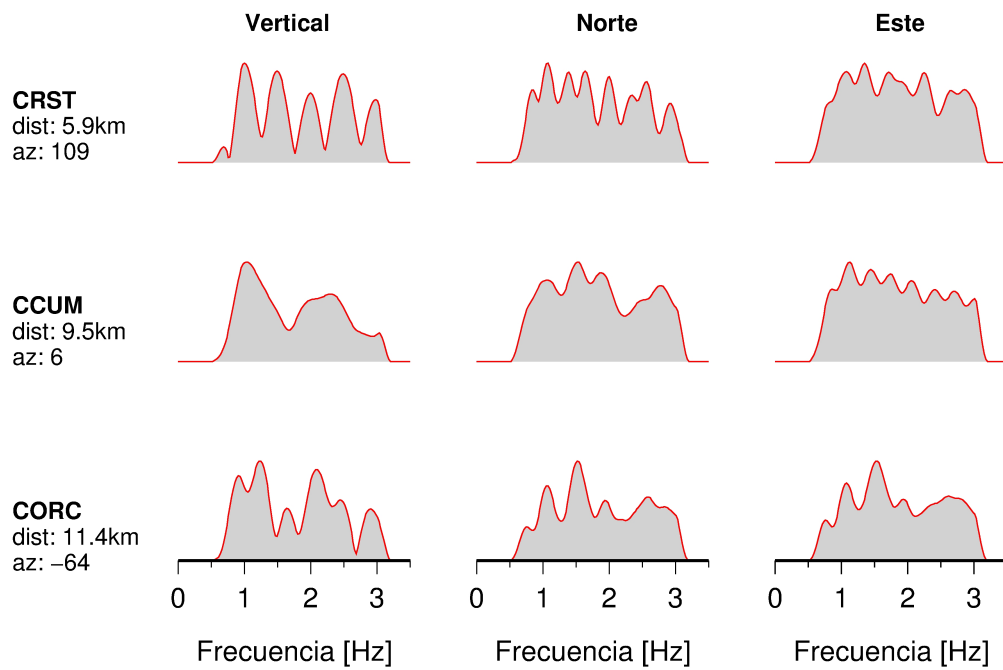 Vertical Norte Este
CRST
dist: 5.9km
az: 109
CCUM
dist: 9.5km
az: 6
CORC
dist: 11.4km
az: −64
0 1 2 3 0 1 2 3 0 1 2 3
Frecuencia [Hz] Frecuencia [Hz] Frecuencia [Hz]